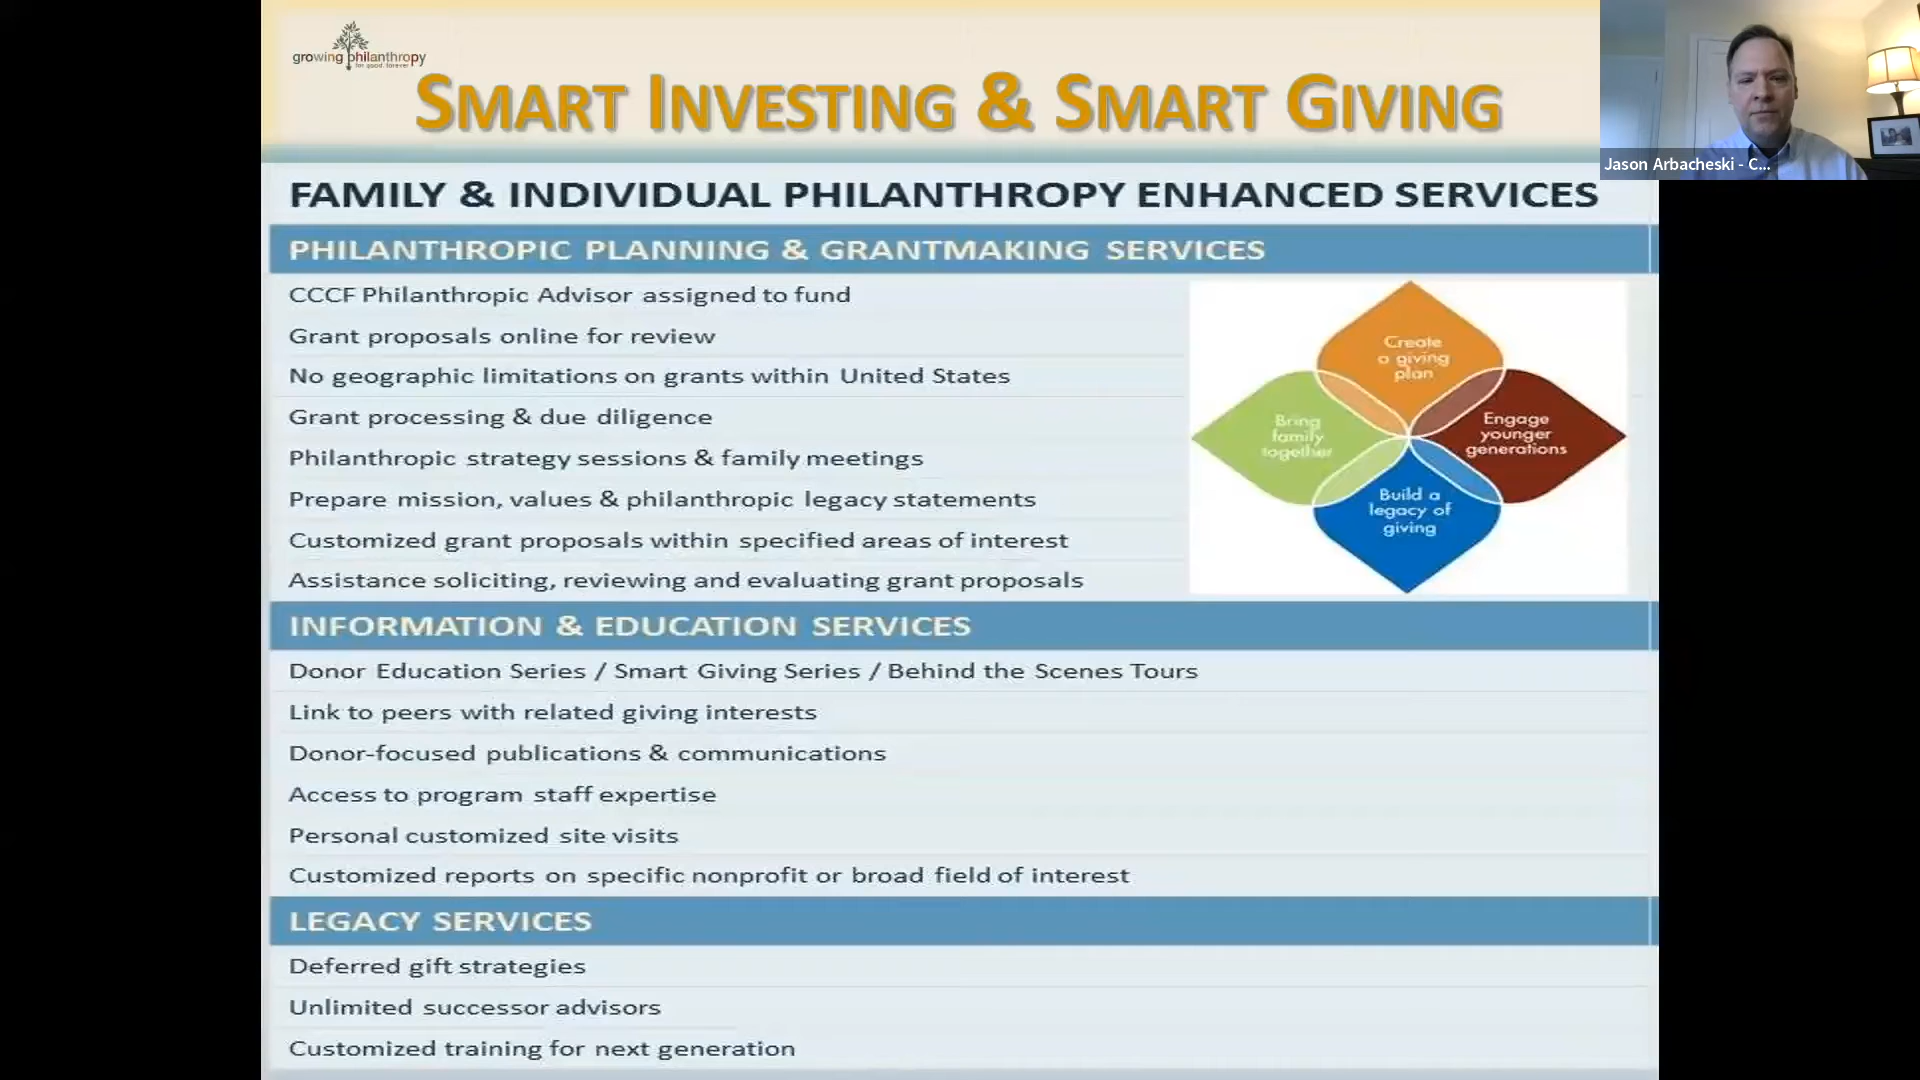 growing philanthropy
for good. forever.
SMART INVESTING & SMART GIVING
Jason Arbacheski - C...
FAMILY & INDIVIDUAL PHILANTHROPY ENHANCED SERVICES
PHILANTHROPIC PLANNING & GRANTMAKING SERVICES
CCCF Philanthropic Advisor assigned to fund
Grant proposals online for review
No geographic limitations on grants within United States
Grant processing & due diligence
Philanthropic strategy sessions & family meetings
Prepare mission, values & philanthropic legacy statements
Customized grant proposals within specified areas of interest
Assistance soliciting, reviewing and evaluating grant proposals
Create
a giving
plan
Bring
family
together
Engage
younger
generations
Build a
legacy of
giving
INFORMATION & EDUCATION SERVICES
Donor Education Series / Smart Giving Series / Behind the Scenes Tours
Link to peers with related giving interests
Donor-focused publications & communications
Access to program staff expertise
Personal customized site visits
Customized reports on specific nonprofit or broad field of interest
LEGACY SERVICES
Deferred gift strategies
Unlimited successor advisors
Customized training for next generation